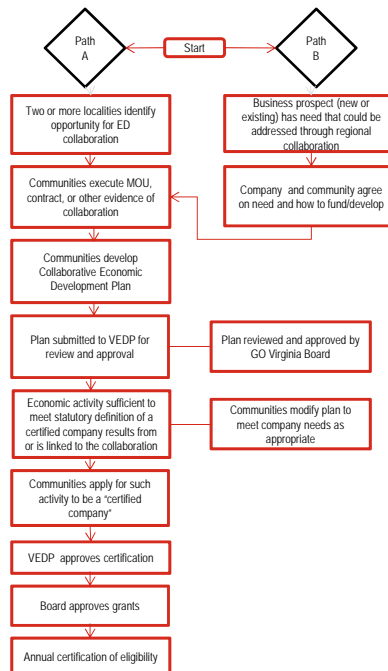 Path
A
Start
Path
B
Two or more localities identify
opportunity for ED
collaboration
Business prospect (new or
existing) has need that could be
addressed through regional
collaboration
Communities execute MOU,
contract, or other evidence of
collaboration
Company and community agree
on need and how to fund/develop
Communities develop
Collaborative Economic
Development Plan
Plan submitted to VEDP for
review and approval
Plan reviewed and approved by
GO Virginia Board
Economic activity sufficient to
meet statutory definition of a
certified company results from
or is linked to the collaboration
Communities modify plan to
meet company needs as
appropriate
Communities apply for such
activity to be a “certified
company”
VEDP approves certification
Board approves grants
Annual certification of eligibility